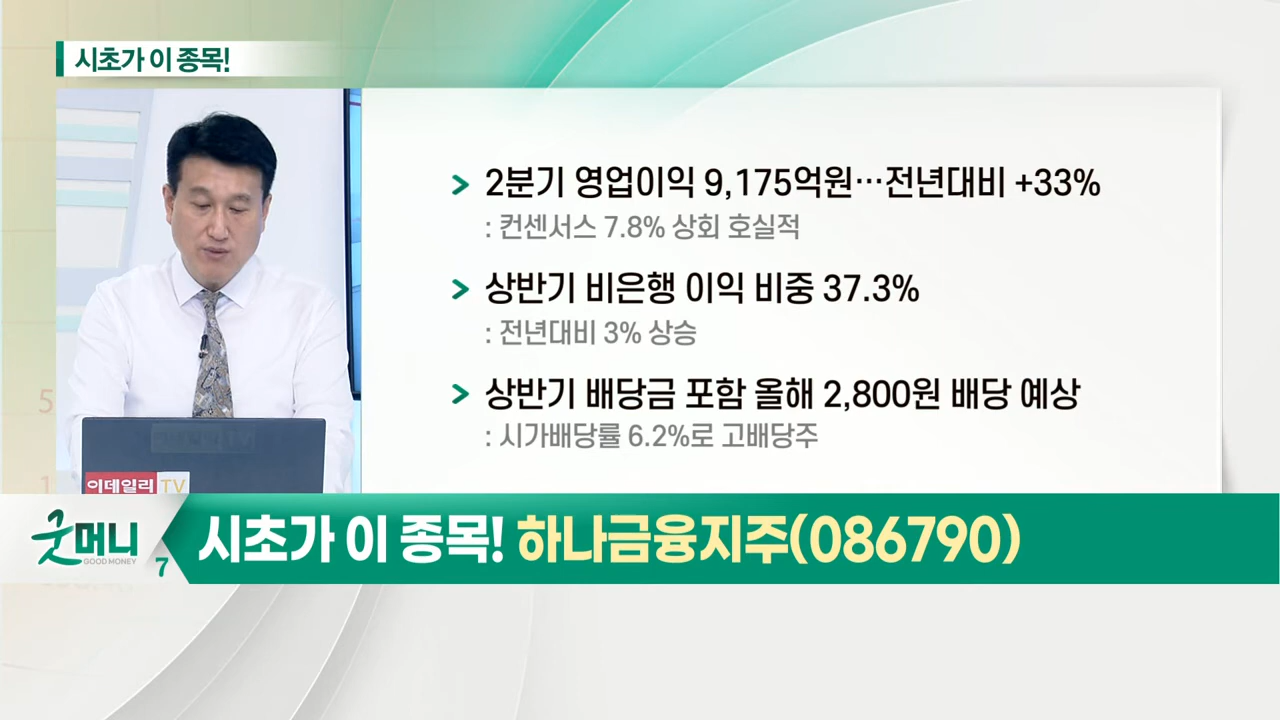 시초가 이 종목!
2분기 영업이익 9,175억원…전년대비 +33%
: 컨센서스 7.8% 상회 호실적
상반기 비은행 이익 비중 37.3%
: 전년대비 3% 상승
상반기 배당금 포함 올해 2,800원 배당 예상
: 시가배당률 6.2%로 고배당주
이데일리 TV
굿머니
GOOD MONEY
7
시초가 이 종목! 하나금융지주(086790)